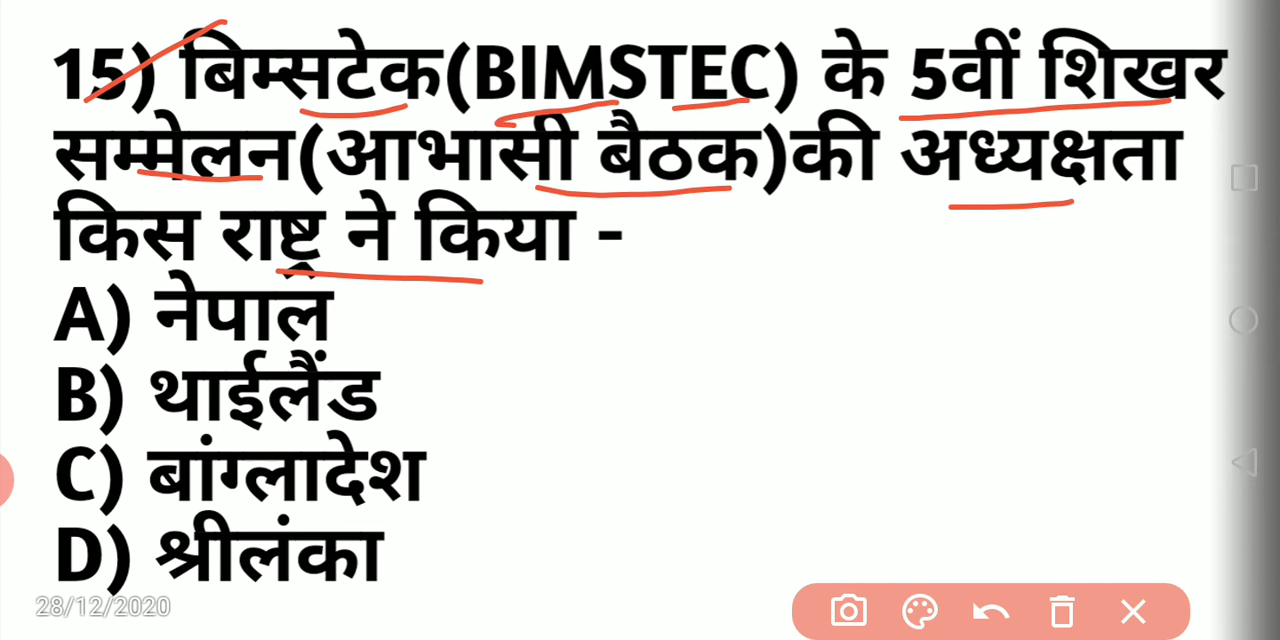 15) बिम्सटेक(BIMSTEC) के 5वीं शिखर
सम्मेलन(आभासी बैठक)की अध्यक्षता
किस राष्ट्र ने किया -
A) नेपाल
B) थाईलैंड
C) बांग्लादेश
D) श्रीलंका
28/12/2020